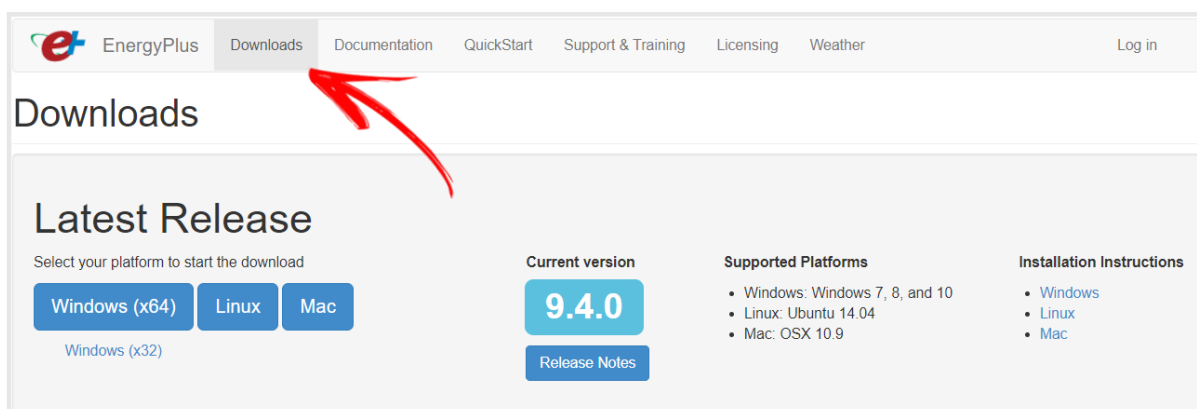 e+ EnergyPlus Downloads Documentation QuickStart Support & Training Licensing Weather Log in
Downloads
Latest Release
Select your platform to start the download
Windows (x64) Linux Mac
Windows (x32)
Current version
9.4.0
Release Notes
Supported Platforms
• Windows: Windows 7, 8, and 10
• Linux: Ubuntu 14.04
• Mac: OSX 10.9
Installation Instructions
• Windows
• Linux
• Mac